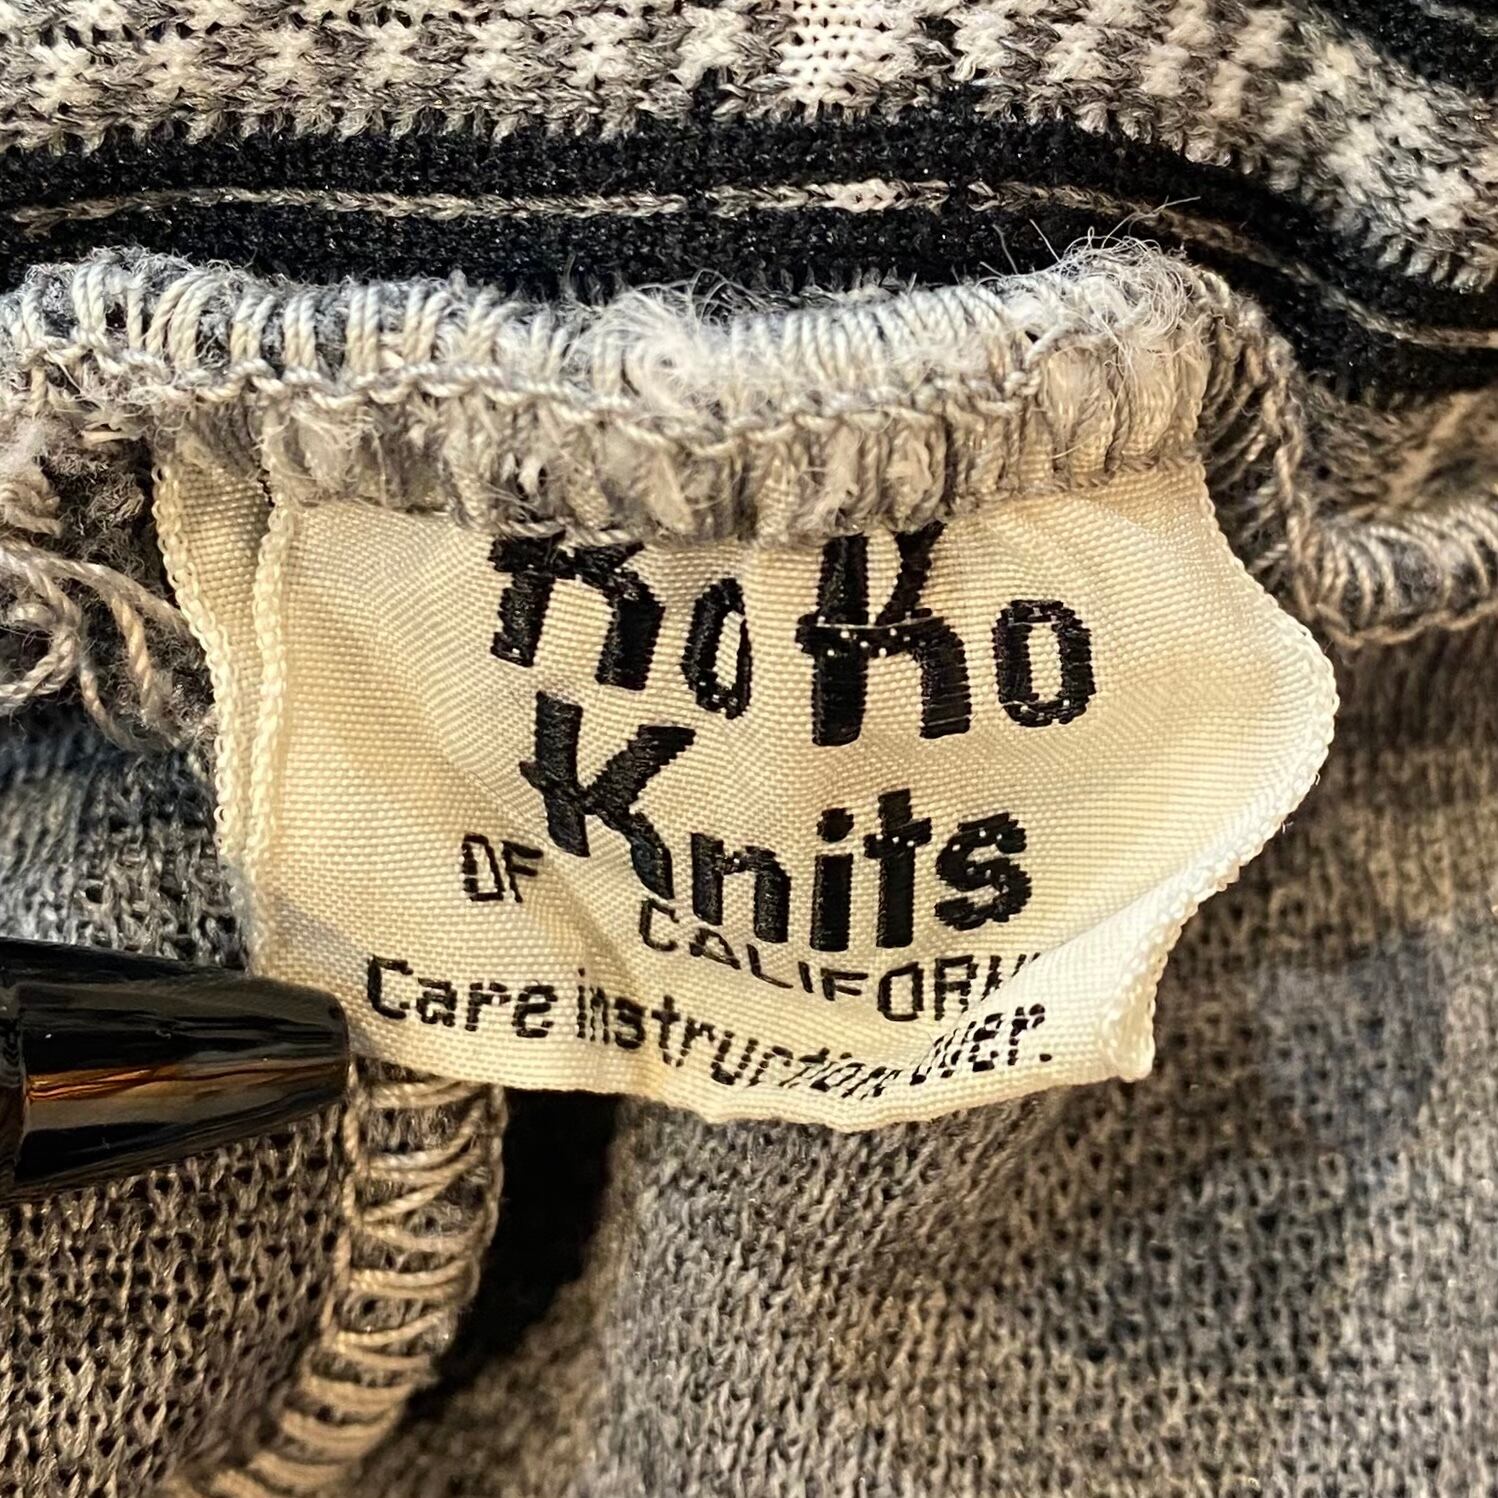 KoKo
Knits
OF CALIFORN
Care instruction over.